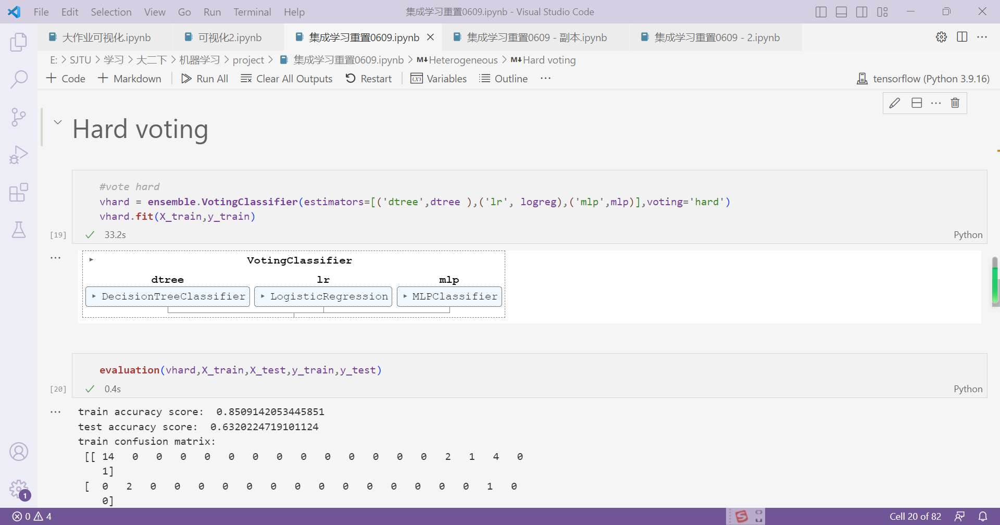 File Edit Selection View Go Run Terminal Help 集成学习重置0609.ipynb - Visual Studio Code
大作业可视化.ipynb 可视化2.ipynb 集成学习重置0609.ipynb 集成学习重置0609 - 副本.ipynb 集成学习重置0609 - 2.ipynb
E: > SJTU > 学习 > 大二下 > 机器学习 > project > 集成学习重置0609.ipynb > M↓Heterogeneous > M↓Hard voting
+ Code + Markdown Run All Clear All Outputs Restart Variables Outline ··· tensorflow (Python 3.9.16)
Hard voting
#vote hard
vhard = ensemble.VotingClassifier(estimators=[('dtree',dtree ),('lr', logreg),('mlp',mlp)],voting='hard')
vhard.fit(X_train,y_train)
[19] ✓ 33.2s Python
VotingClassifier
dtree lr mlp
DecisionTreeClassifier LogisticRegression MLPClassifier
evaluation(vhard,X_train,X_test,y_train,y_test)
[20] ✓ 0.4s Python
train accuracy score:  0.8509142053445851
test accuracy score:  0.6320224719101124
train confusion matrix:
[[ 14 0 0 0 0 0 0 0 0 0 0 0 0 0 2 1 4 0
1]
[ 0 2 0 0 0 0 0 0 0 0 0 0 0 0 0 0 1 0
0]
0 4 Cell 20 of 82
1